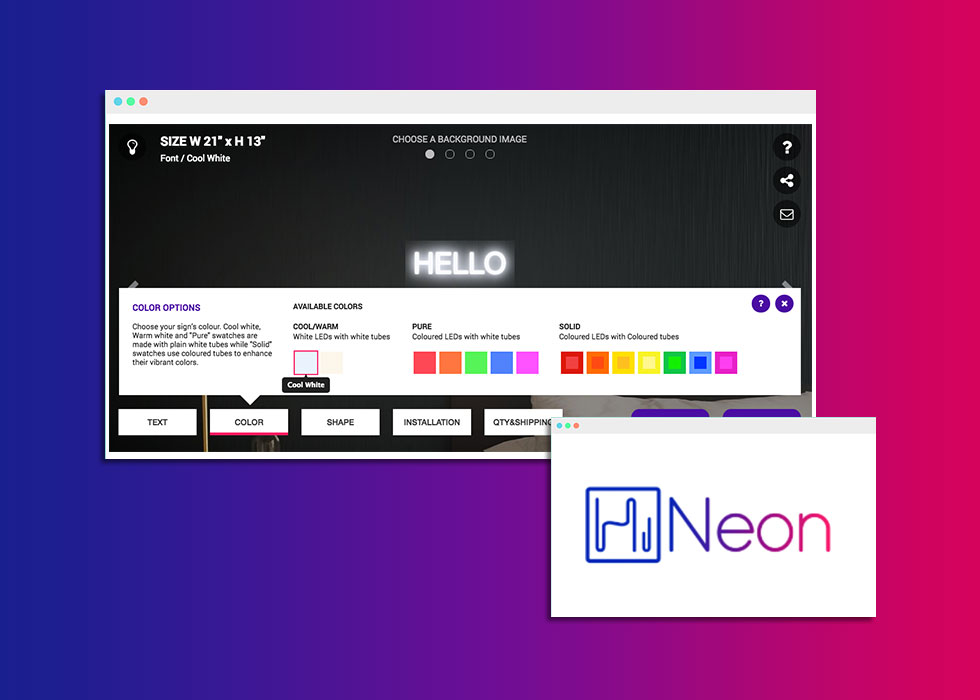 SIZE W 21" x H 13"
Font / Cool White
CHOOSE A BACKGROUND IMAGE
?
HELLO
COLOR OPTIONS
Choose your sign's colour. Cool white,
Warm white and "Pure" swatches are
made with plain white tubes while "Solid"
swatches use coloured tubes to enhance
their vibrant colors.
AVAILABLE COLORS
COOL/WARM
White LEDs with white tubes
Cool White
PURE
Coloured LEDs with white tubes
SOLID
Coloured LEDs with Coloured tubes
?
TEXT
COLOR
SHAPE
INSTALLATION
QTY&SHIPPING
Hi Neon